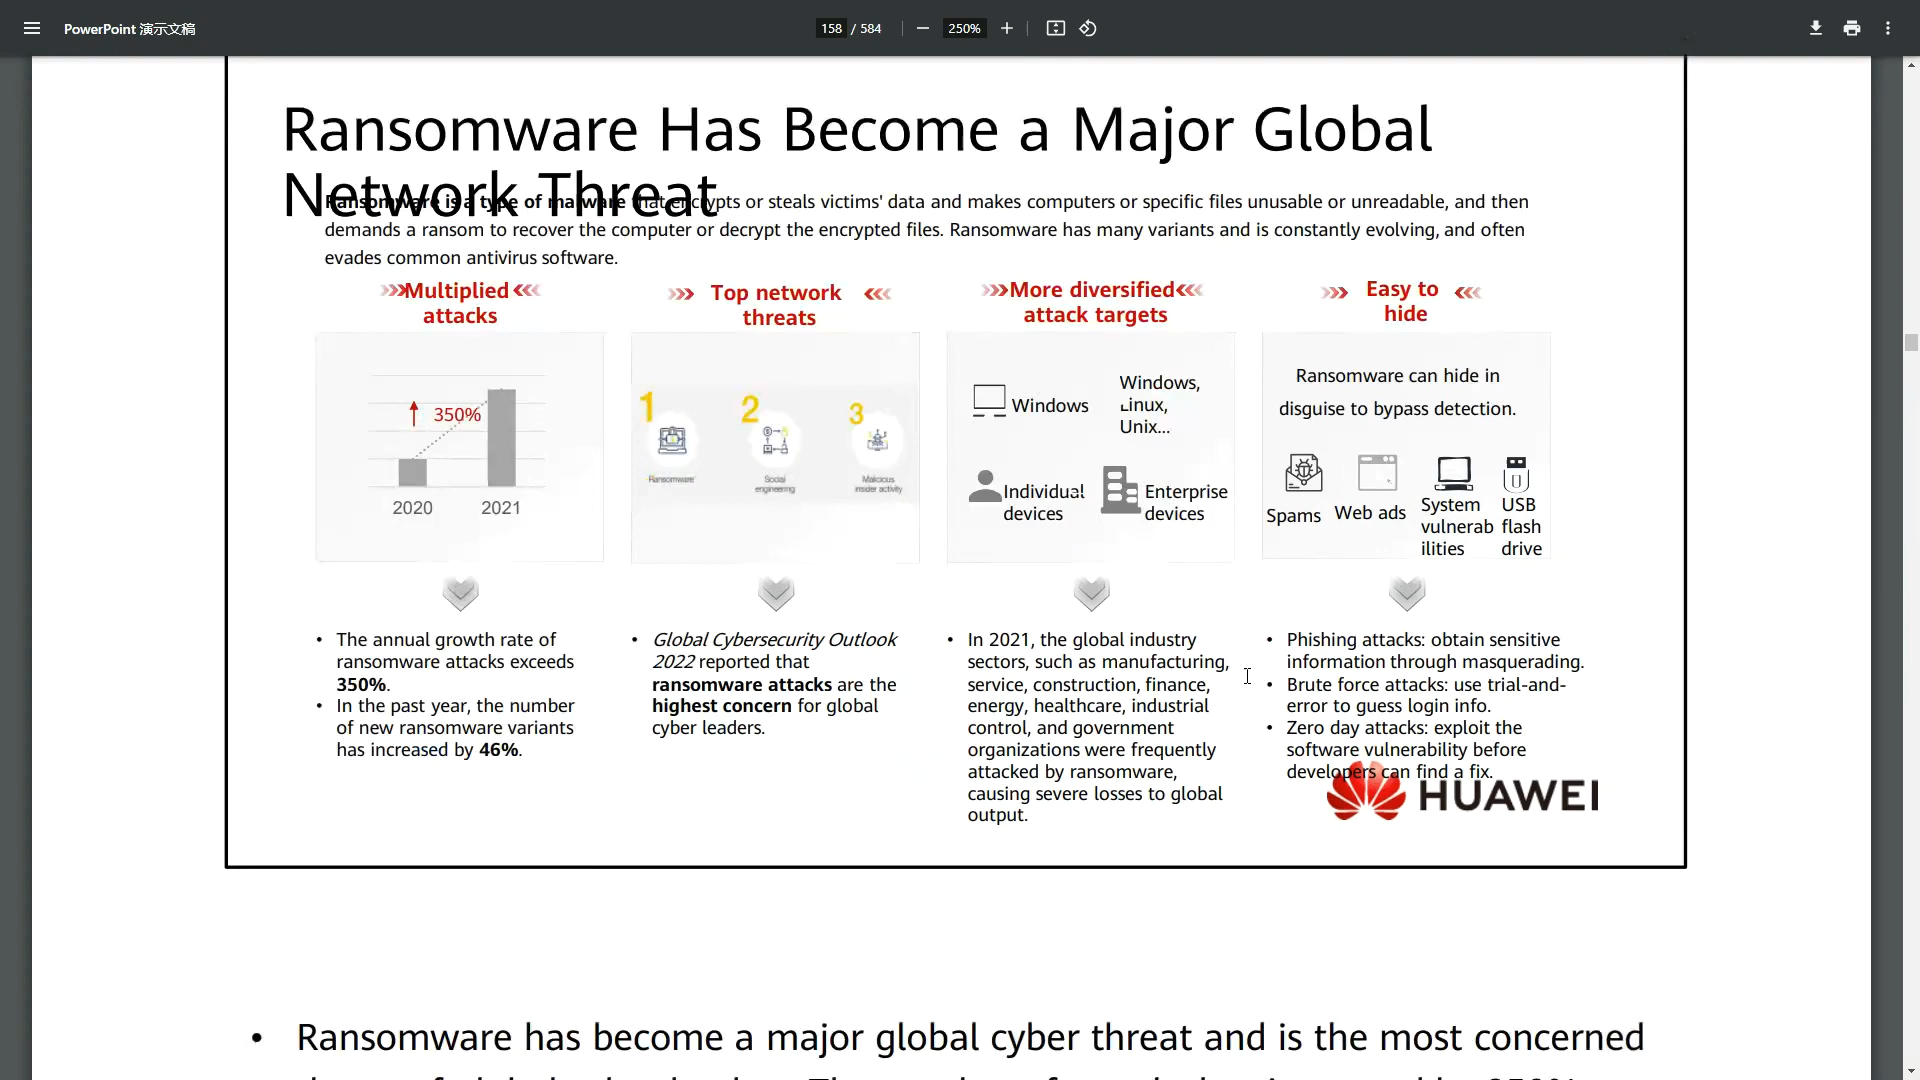 PowerPoint 演示文稿
158 / 584
250%
Ransomware Has Become a Major Global
Network Threat
Ransomware is a type of malware that encrypts or steals victims' data and makes computers or specific files unusable or unreadable, and then
demands a ransom to recover the computer or decrypt the encrypted files. Ransomware has many variants and is constantly evolving, and often
evades common antivirus software.
Multiplied
attacks
350%
2020 2021
The annual growth rate of
ransomware attacks exceeds
350%.
In the past year, the number
of new ransomware variants
has increased by 46%.
Top network
threats
1 2 3
Ransomware
Social
engineering
Malicious
insider activity
Global Cybersecurity Outlook
2022 reported that
ransomware attacks are the
highest concern for global
cyber leaders.
More diversified
attack targets
Windows
Windows,
Linux,
Unix...
Individual
devices
Enterprise
devices
In 2021, the global industry
sectors, such as manufacturing,
service, construction, finance,
energy, healthcare, industrial
control, and government
organizations were frequently
attacked by ransomware,
causing severe losses to global
output.
Easy to
hide
Ransomware can hide in
disguise to bypass detection.
Spams
Web ads
System
vulnerab
ilities
USB
flash
drive
Phishing attacks: obtain sensitive
information through masquerading.
Brute force attacks: use trial-and-
error to guess login info.
Zero day attacks: exploit the
software vulnerability before
developers can find a fix.
HUAWEI
• Ransomware has become a major global cyber threat and is the most concerned